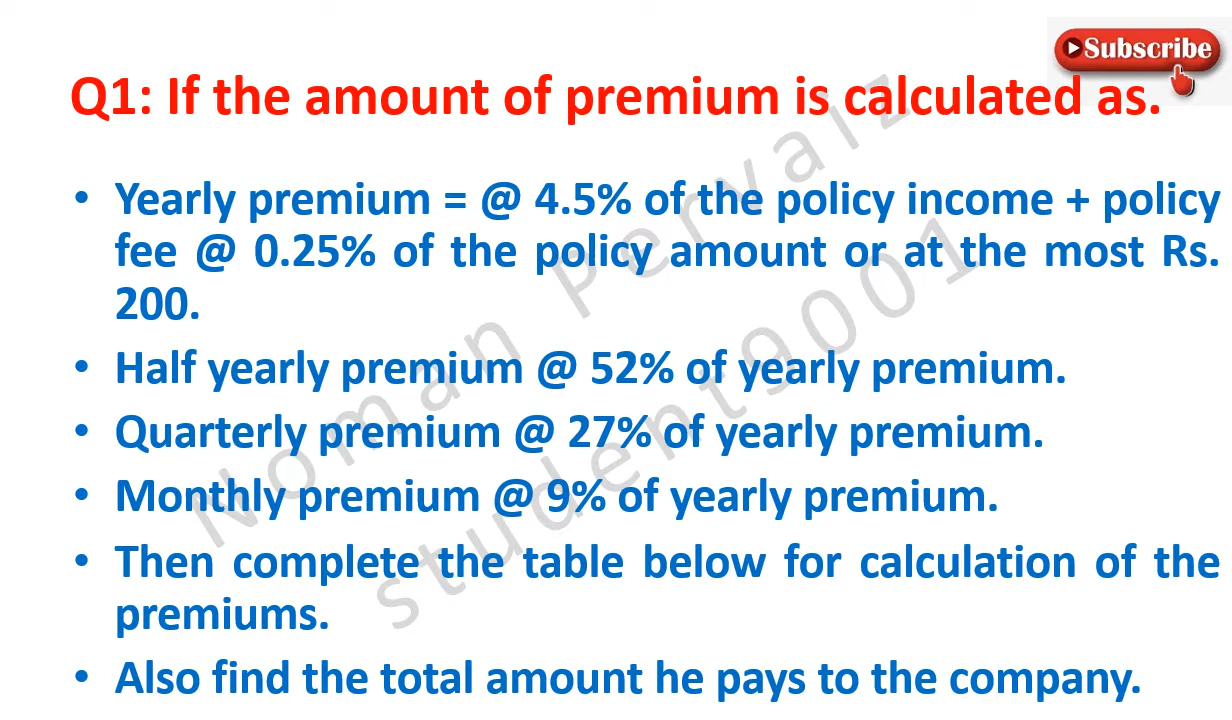 Subscribe
Q1: If the amount of premium is calculated as.
• Yearly premium = @ 4.5% of the policy income + policy
fee @ 0.25% of the policy amount or at the most Rs.
200.
• Half yearly premium @ 52% of yearly premium.
• Quarterly premium @ 27% of yearly premium.
• Monthly premium @ 9% of yearly premium.
• Then complete the table below for calculation of the
premiums.
• Also find the total amount he pays to the company.
Noman Pervaiz
student9001